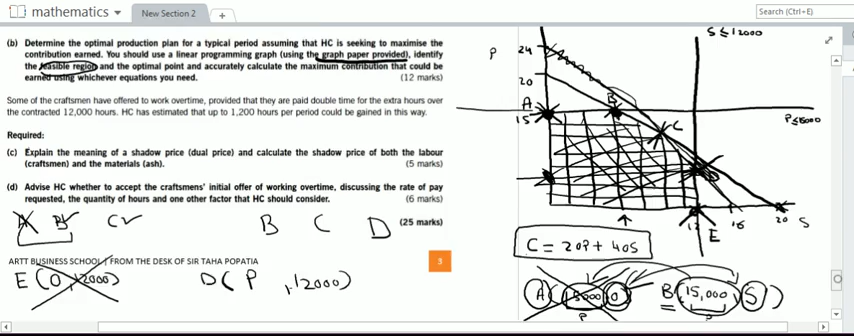 mathematics
New Section 2
Search (Ctrl+E)
(b) Determine the optimal production plan for a typical period assuming that HC is seeking to maximise the
contribution earned. You should use a linear programming graph (using the graph paper provided), identify
the feasible region and the optimal point and accurately calculate the maximum contribution that could be
earned using whichever equations you need. (12 marks)
Some of the craftsmen have offered to work overtime, provided that they are paid double time for the extra hours over
the contracted 12,000 hours. HC has estimated that up to 1,200 hours per period could be gained in this way.
Required:
(c) Explain the meaning of a shadow price (dual price) and calculate the shadow price of both the labour
(craftsmen) and the materials (ash). (5 marks)
(d) Advise HC whether to accept the craftsmen's initial offer of working overtime, discussing the rate of pay
requested, the quantity of hours and one other factor that HC should consider. (6 marks)
(25 marks)
A B C B C D
ARTT BUSINESS SCHOOL FROM THE DESK OF SIR TAHA POPATIA
3
E (0, 12000) D( P , 12000)
S ≤ 12000
P
24
20
A
15
B
C
P ≤ 15000
D
12
E
16
20
S
C = 20P + 40S
A (15000, 0) B (15,000, S)
P P